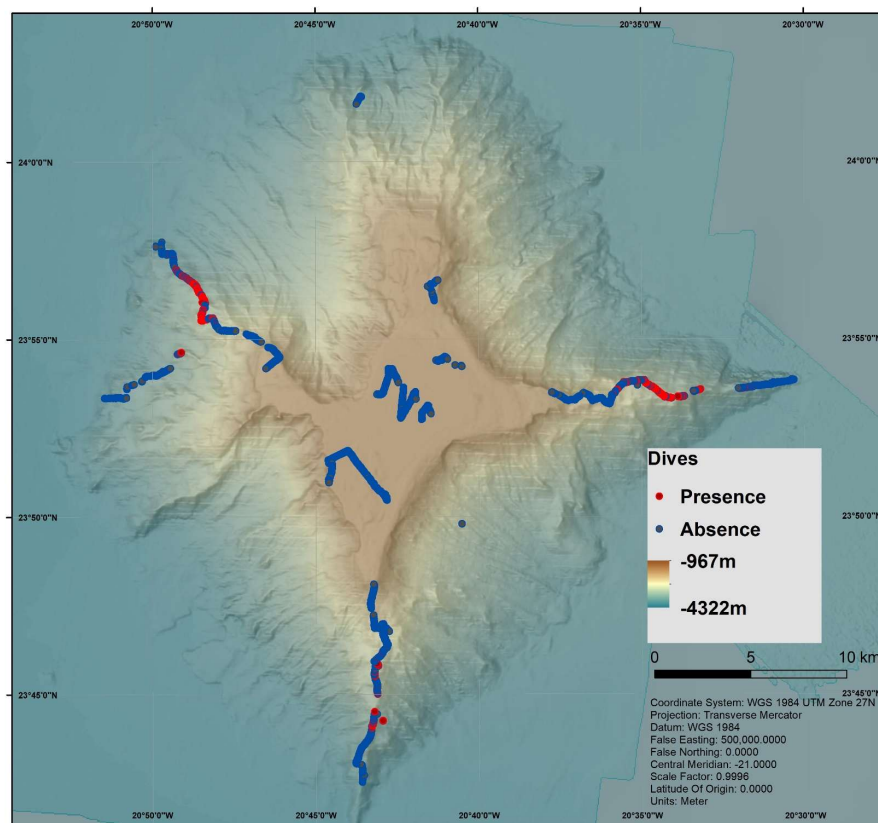 20°50'0"W 20°45'0"W 20°40'0"W 20°35'0"W 20°30'0"W
24°0'0"N 24°0'0"N
23°55'0"N 23°55'0"N
23°50'0"N 23°50'0"N
23°45'0"N 23°45'0"N
Dives
Presence
Absence
-967m
-4322m
0 5 10 km
Coordinate System: WGS 1984 UTM Zone 27N
Projection: Transverse Mercator
Datum: WGS 1984
False Easting: 500,000.0000
False Northing: 0.0000
Central Meridian: -21.0000
Scale Factor: 0.9996
Latitude Of Origin: 0.0000
Units: Meter
20°50'0"W 20°45'0"W 20°40'0"W 20°35'0"W 20°30'0"W